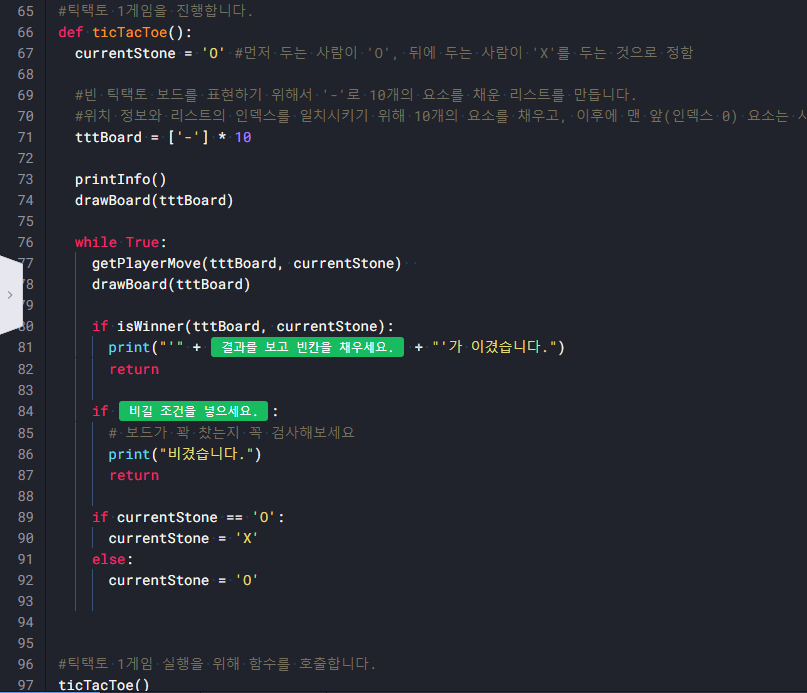 65 #틱택토 1게임을 진행합니다.
66 def ticTacToe():
67 currentStone = 'O' #먼저 두는 사람이 'O', 뒤에 두는 사람이 'X'를 두는 것으로 정함
68
69 #빈 틱택토 보드를 표현하기 위해서 '-'로 10개의 요소를 채운 리스트를 만듭니다.
70 #위치 정보와 리스트의 인덱스를 일치시키기 위해 10개의 요소를 채우고, 이후에 맨 앞(인덱스 0) 요소는
71 tttBoard = ['-'] * 10
72
73 printInfo()
74 drawBoard(tttBoard)
75
76 while True:
77 getPlayerMove(tttBoard, currentStone)
78 drawBoard(tttBoard)
79
80 if isWinner(tttBoard, currentStone):
81 print("'" + 결과를 보고 빈칸을 채우세요. + "'가 이겼습니다.")
82 return
83
84 if 비길 조건을 넣으세요. :
85 # 보드가 꽉 찼는지 꼭 검사해보세요
86 print("비겼습니다.")
87 return
88
89 if currentStone == 'O':
90 currentStone = 'X'
91 else:
92 currentStone = 'O'
93
94
95
96 #틱택토 1게임 실행을 위해 함수를 호출합니다.
97 ticTacToe()